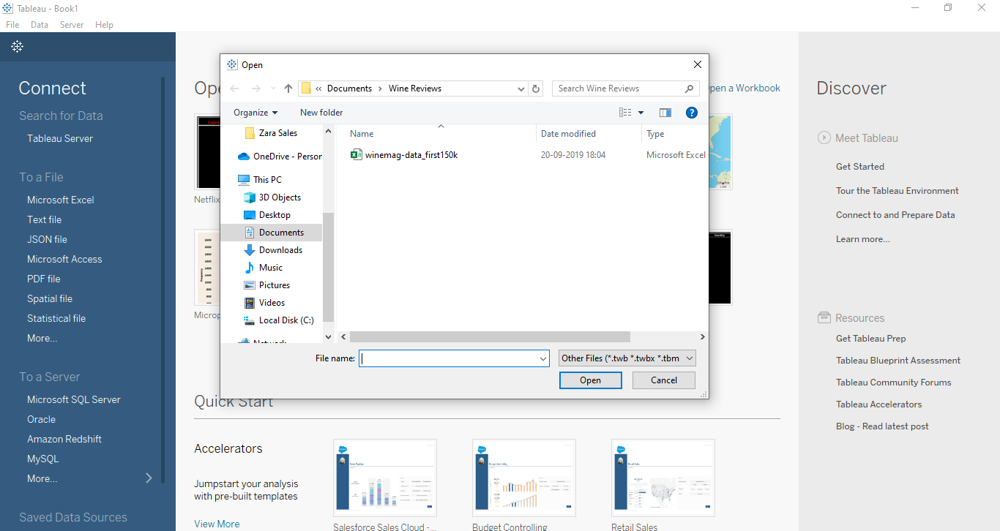 Tableau - Book1
File Data Server Help
Connect
Search for Data
Tableau Server
To a File
Microsoft Excel
Text file
JSON file
Microsoft Access
PDF file
Spatial file
Statistical file
More...
To a Server
Microsoft SQL Server
Oracle
Amazon Redshift
MySQL
More...
Saved Data Sources
Ope
pen a Workbook
Netflix
Microp
Open
« Documents › Wine Reviews
Search Wine Reviews
Organize New folder
Zara Sales
OneDrive - Person
This PC
3D Objects
Desktop
Documents
Downloads
Music
Pictures
Videos
Local Disk (C:)
Network
Name Date modified Type
winemag-data_first150k 20-09-2019 18:04 Microsoft Excel
File name:
Other Files (*.twb *.twbx *.tbm
Open Cancel
Quick Start
Accelerators
Jumpstart your analysis
with pre-built templates
View More
Salesforce Sales Cloud -...
Budget Controlling
Retail Sales
Discover
Meet Tableau
Get Started
Tour the Tableau Environment
Connect to and Prepare Data
Learn more...
Resources
Get Tableau Prep
Tableau Blueprint Assessment
Tableau Community Forums
Tableau Accelerators
Blog - Read latest post